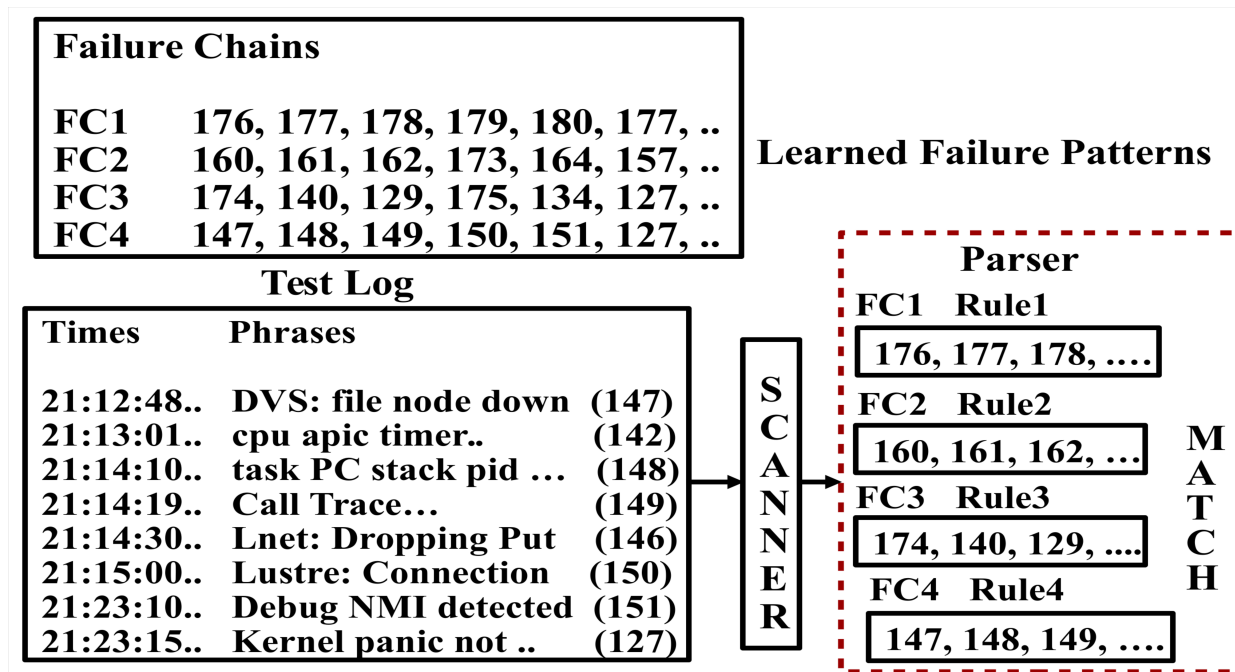 Failure Chains
FC1 176, 177, 178, 179, 180, 177, ..
FC2 160, 161, 162, 173, 164, 157, ..
FC3 174, 140, 129, 175, 134, 127, ..
FC4 147, 148, 149, 150, 151, 127, ..
Learned Failure Patterns
Test Log
Times Phrases
21:12:48.. DVS: file node down (147)
21:13:01.. cpu apic timer.. (142)
21:14:10.. task PC stack pid … (148)
21:14:19.. Call Trace… (149)
21:14:30.. Lnet: Dropping Put (146)
21:15:00.. Lustre: Connection (150)
21:23:10.. Debug NMI detected (151)
21:23:15.. Kernel panic not .. (127)
SCANNER
Parser
FC1 Rule1
176, 177, 178, ….
FC2 Rule2
160, 161, 162, …
FC3 Rule3
174, 140, 129, ....
FC4 Rule4
147, 148, 149, ….
MATCH